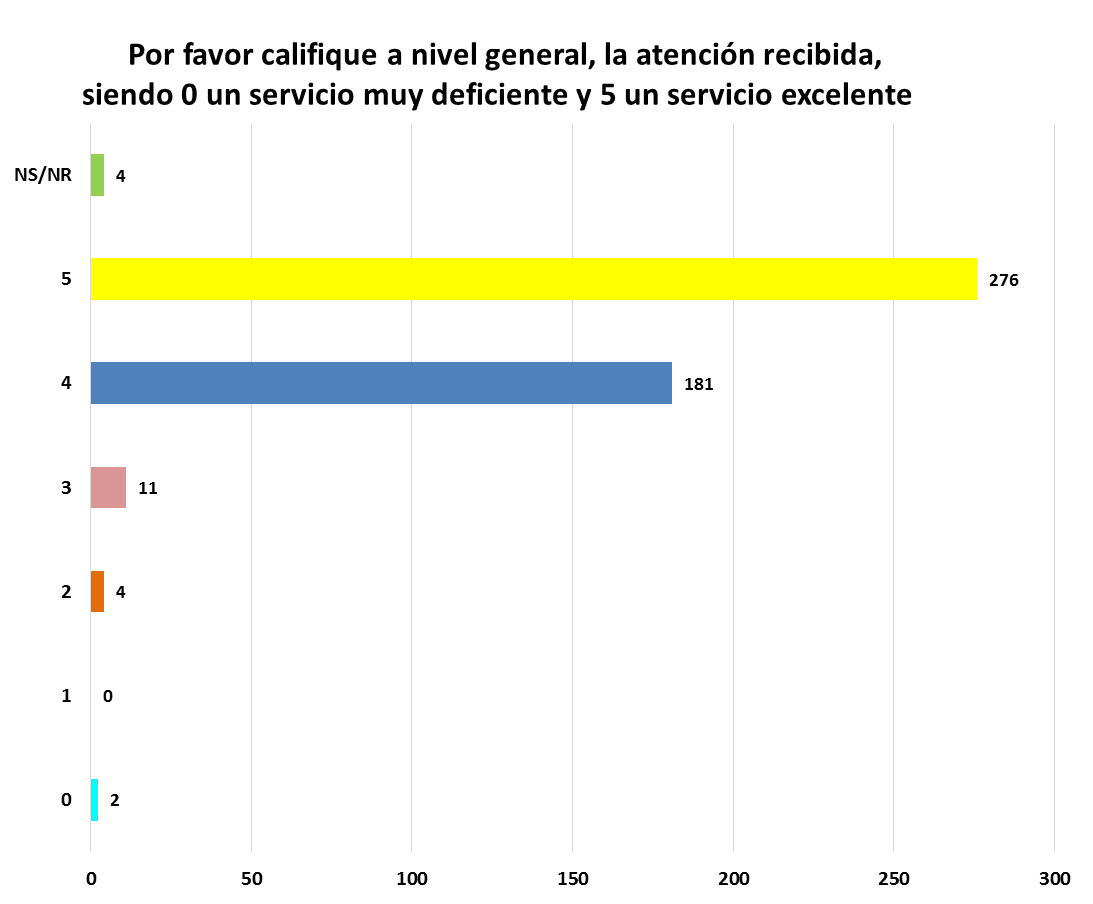 Por favor califique a nivel general, la atención recibida,
siendo 0 un servicio muy deficiente y 5 un servicio excelente
NS/NR 4
5 276
4 181
3 11
2 4
1 0
0 2
0 50 100 150 200 250 300